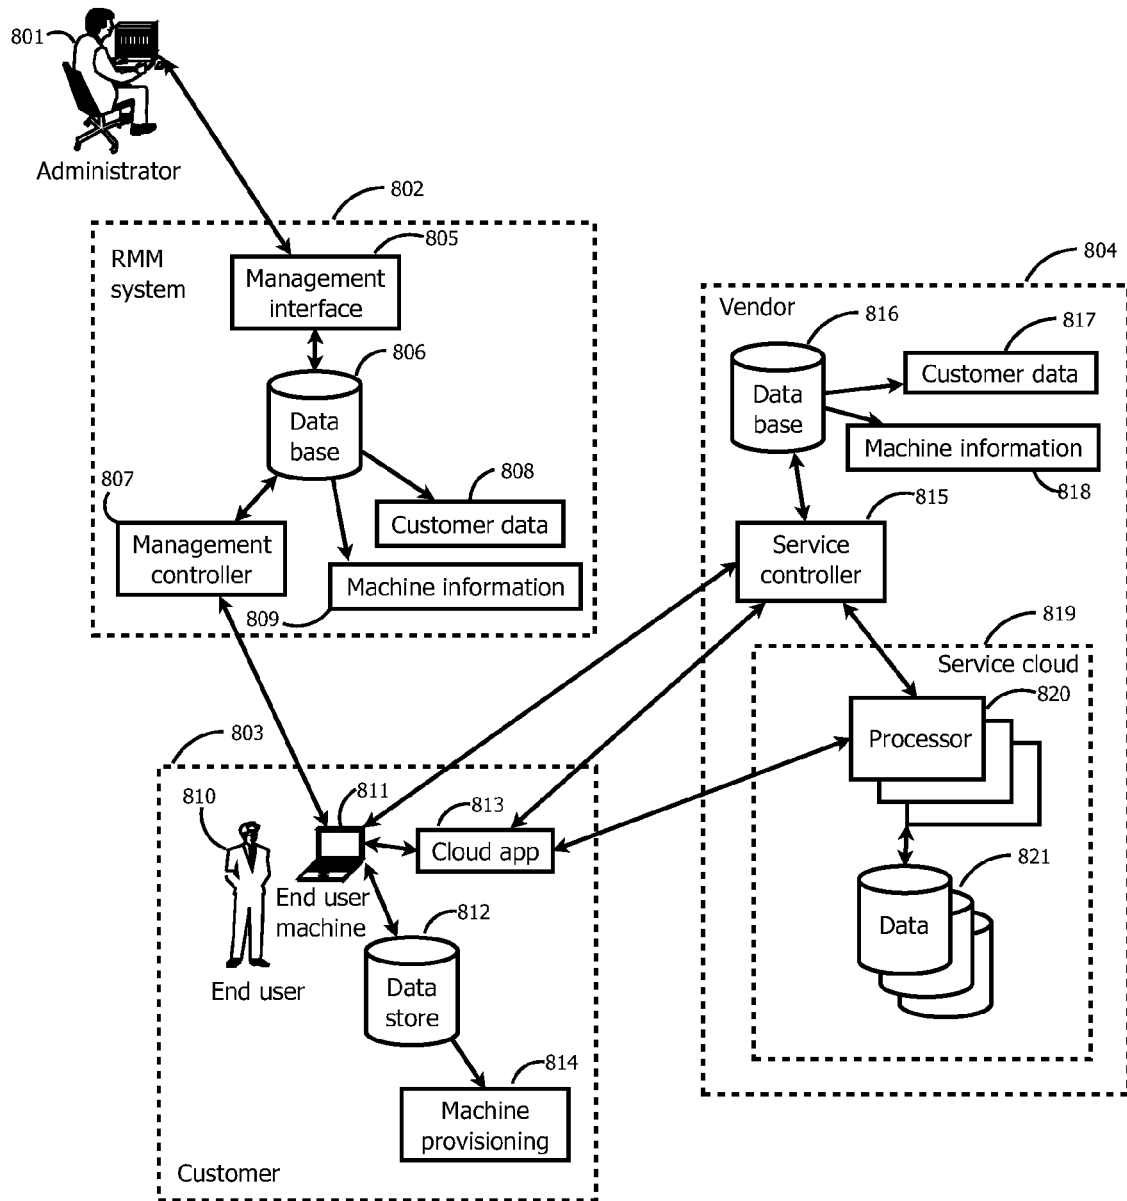 801
Administrator
802
RMM
system
805
Management
interface
806
Data
base
807
Management
controller
808
Customer data
Machine information
809
804
Vendor
816
817
Data
base
Customer data
Machine information
818
815
Service
controller
819
Service cloud
820
Processor
821
Data
803
810
811
813
Cloud app
End user
machine
812
End user
Data
store
814
Machine
provisioning
Customer